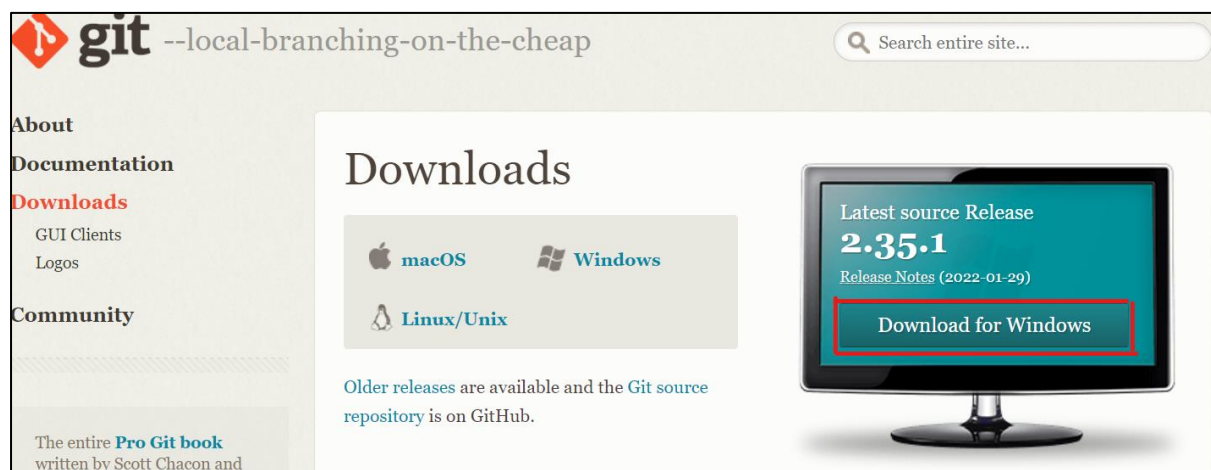 git --local-branching-on-the-cheap
Search entire site...
About
Documentation
Downloads
GUI Clients
Logos
Community
The entire Pro Git book
written by Scott Chacon and
Downloads
macOS
Windows
Linux/Unix
Older releases are available and the Git source
repository is on GitHub.
Latest source Release
2.35.1
Release Notes (2022-01-29)
Download for Windows